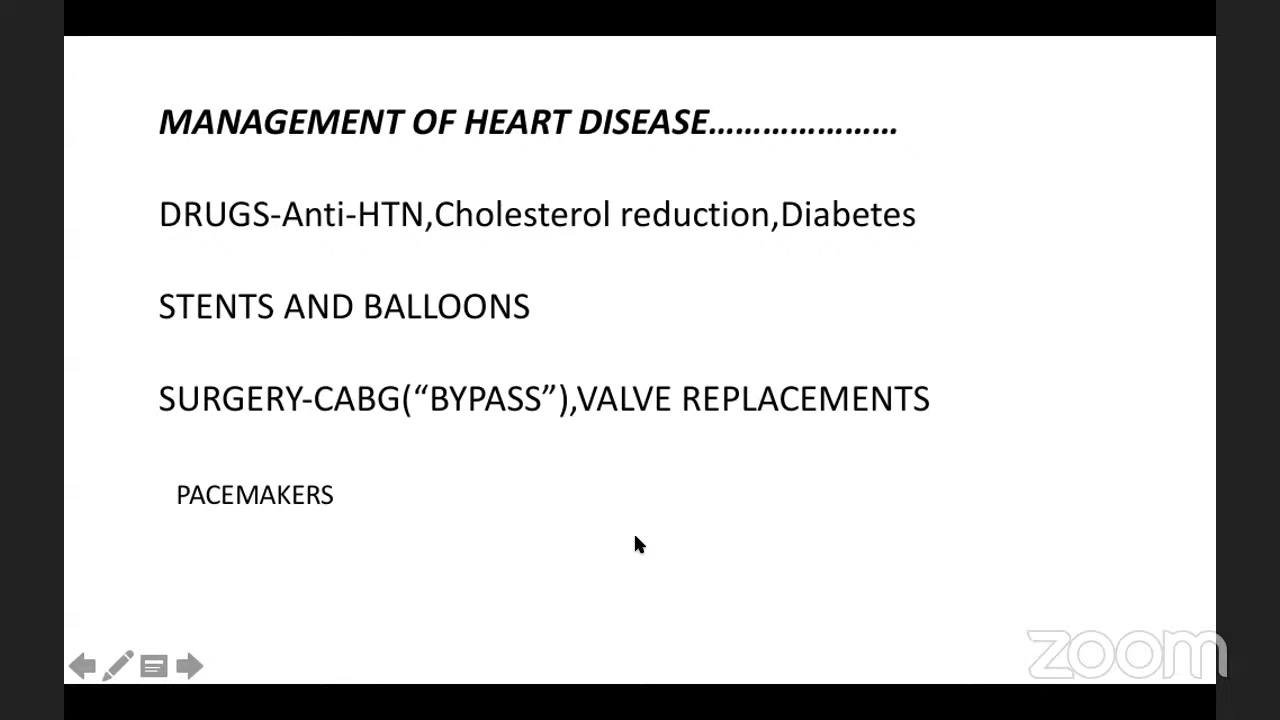 MANAGEMENT OF HEART DISEASE…………………
DRUGS-Anti-HTN,Cholesterol reduction,Diabetes
STENTS AND BALLOONS
SURGERY-CABG(“BYPASS”),VALVE REPLACEMENTS
PACEMAKERS
zoom